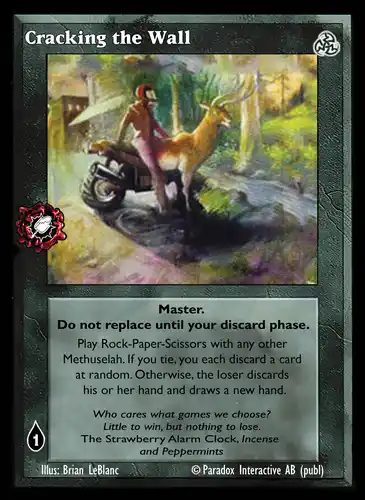 Cracking the Wall
Master.
Do not replace until your discard phase.
Play Rock-Paper-Scissors with any other
Methuselah. If you tie, you each discard a card
at random. Otherwise, the loser discards
his or her hand and draws a new hand.
Who cares what games we choose?
Little to win, but nothing to lose.
The Strawberry Alarm Clock, Incense
and Peppermints
1
Illus: Brian LeBlanc © Paradox Interactive AB (publ)